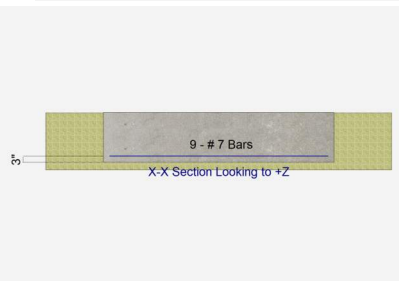 9 - # 7 Bars
3"
X-X Section Looking to +Z